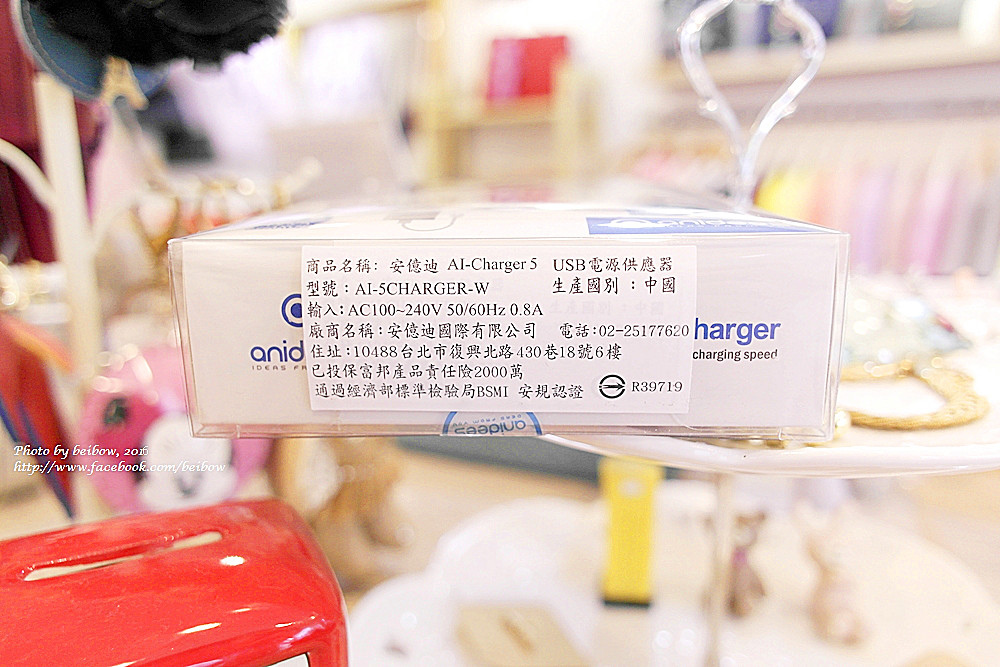 商品名稱: 安億迪 AI-Charger 5 USB電源供應器
型號：AI-5CHARGER-W 生產國別：中國
輸入：AC100~240V 50/60Hz 0.8A
廠商名稱：安億迪國際有限公司 電話：02-25177620
住址：10488台北市復興北路430巷18號6樓
已投保富邦產品責任險2000萬
通過經濟部標準檢驗局BSMI 安規認證 R39719
harger
charging speed
anid
IDEAS FR
anidees
Photo by beibow,
http://www.facebook.com/beibow